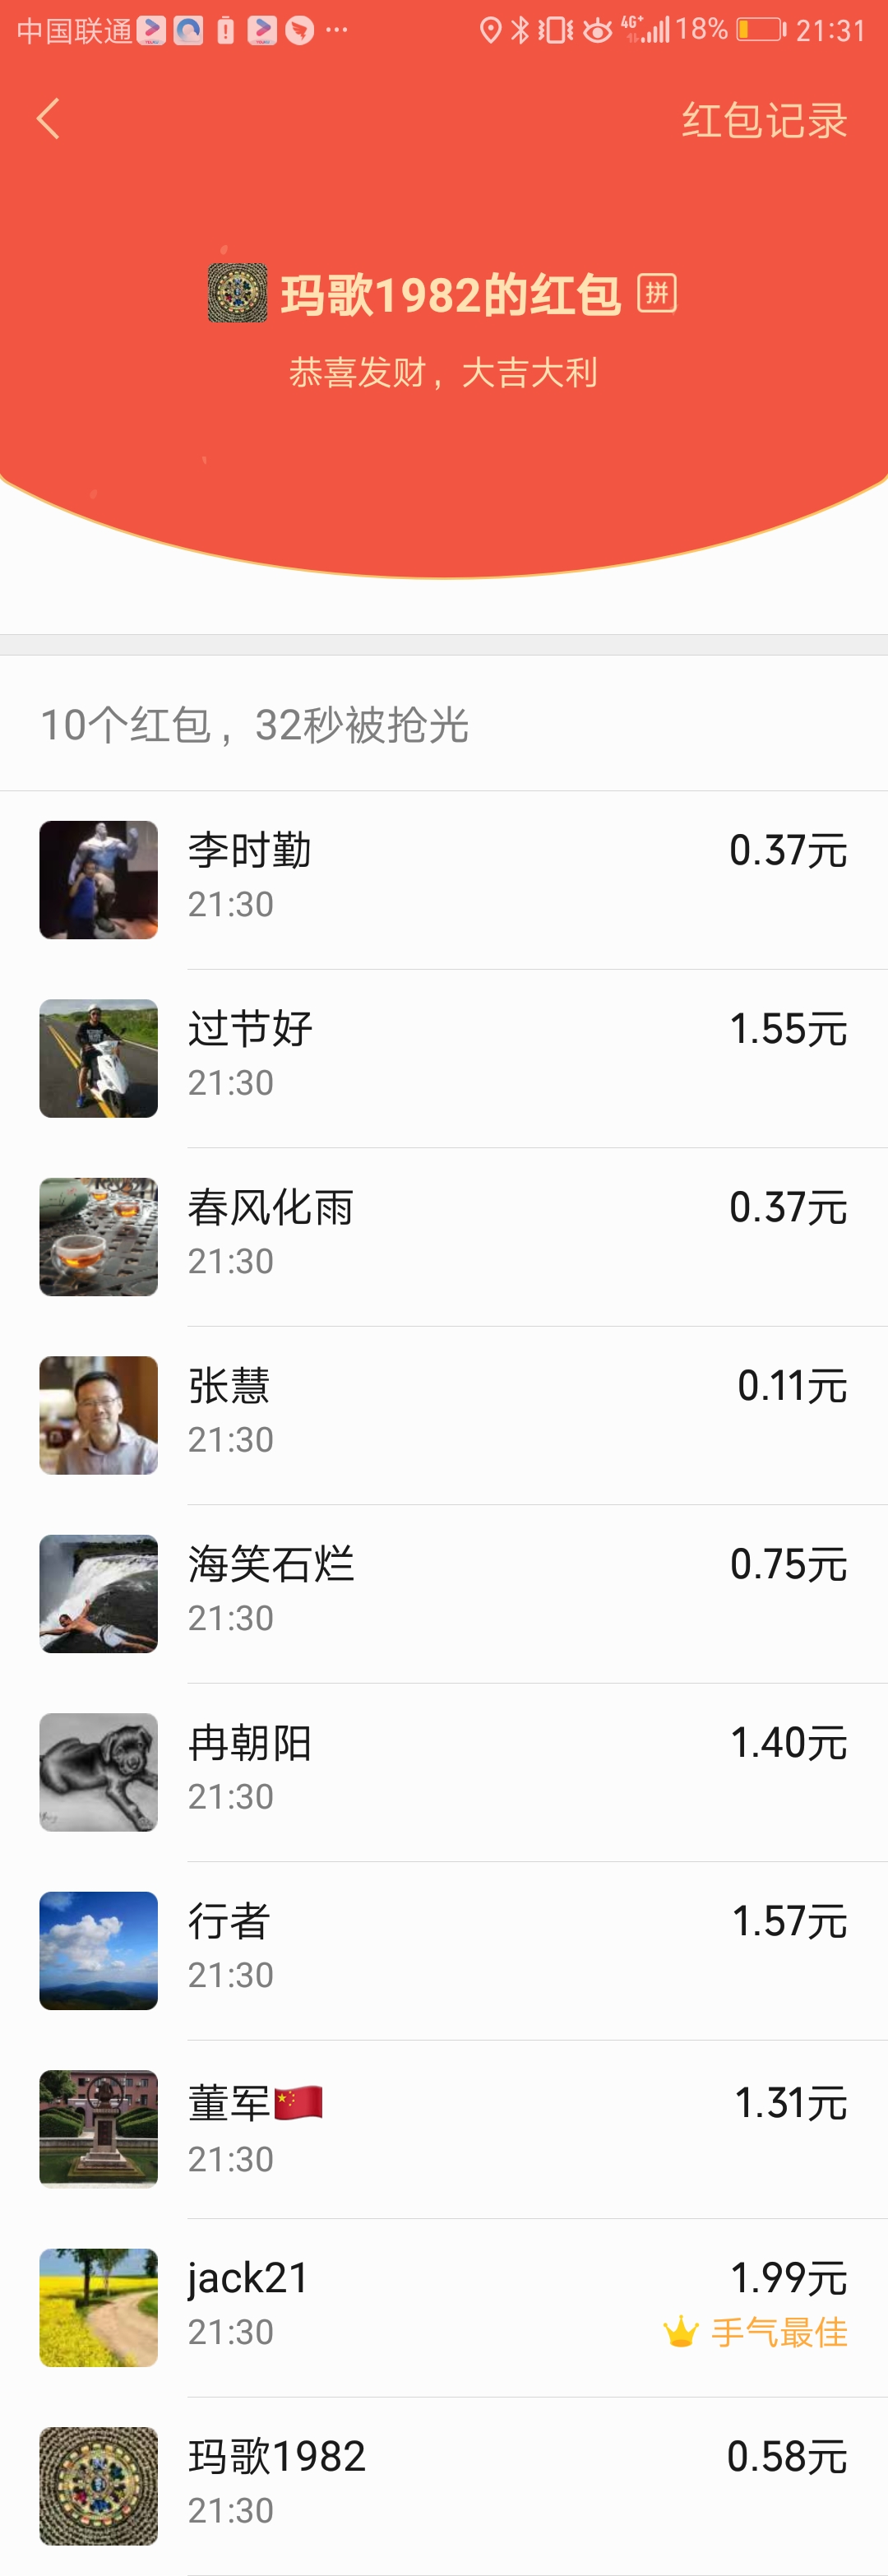 中国联通 18% 21:31
红包记录
玛歌1982的红包 拼
恭喜发财，大吉大利
10个红包，32秒被抢光
李时勤 0.37元
21:30
过节好 1.55元
21:30
春风化雨 0.37元
21:30
张慧 0.11元
21:30
海笑石烂 0.75元
21:30
冉朝阳 1.40元
21:30
行者 1.57元
21:30
董军🇨🇳 1.31元
21:30
jack21 1.99元
21:30 手气最佳
玛歌1982 0.58元
21:30